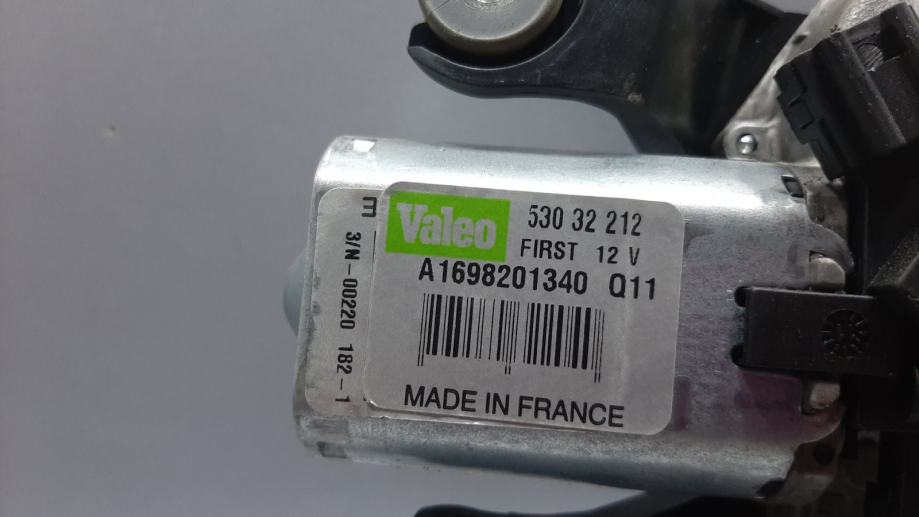 Valeo
530 32 212
FIRST 12 V
A1698201340 Q11
MADE IN FRANCE
E
3/N-00220 182-1